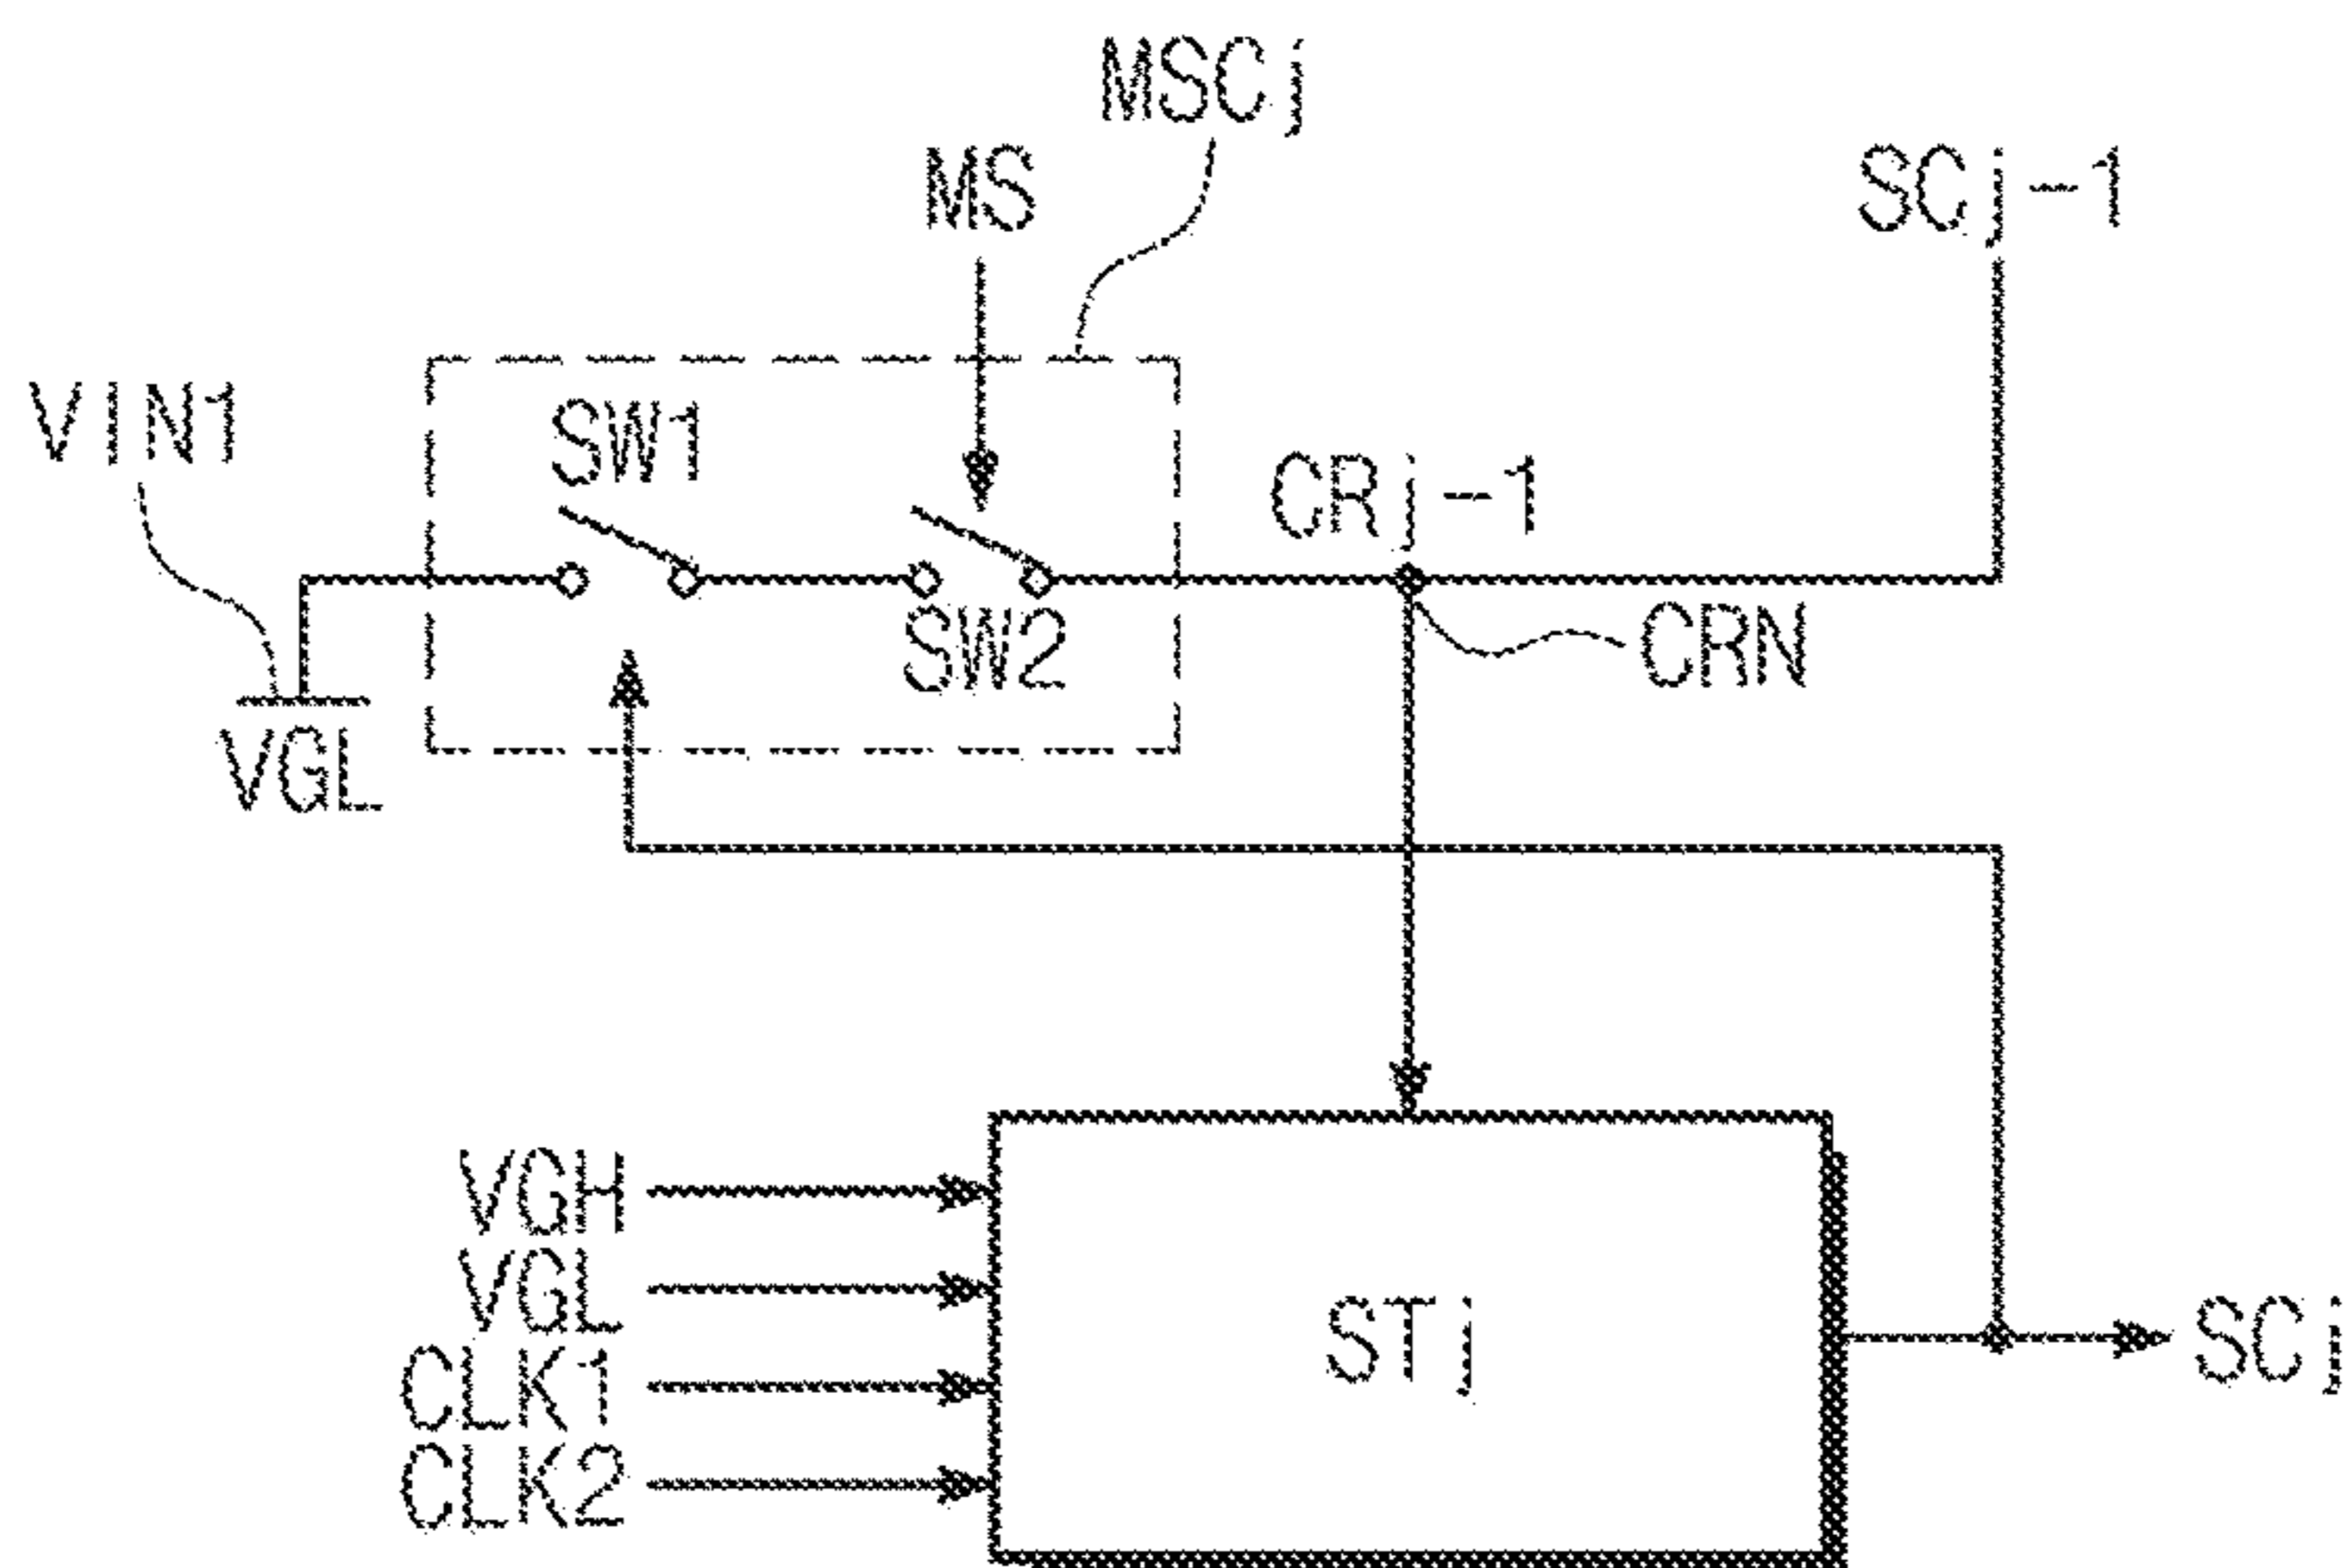 MSCj
MS
SCj-1
VIN1
SW1
CRj-1
SW2
CRN
VGL
VGH
VGL
CLK1
CLK2
STj
SCj